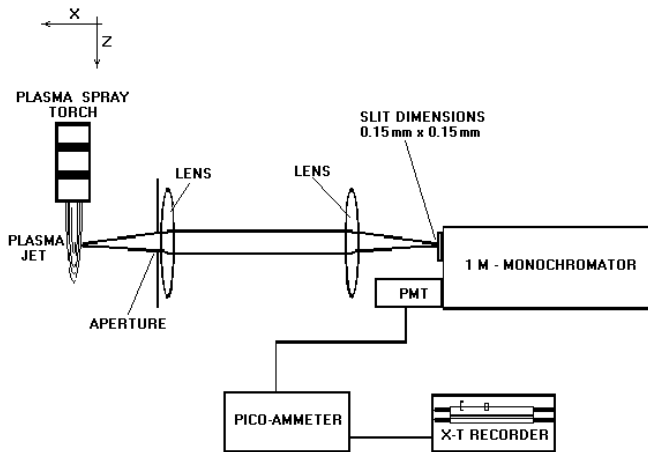 X
Z
PLASMA SPRAY
TORCH
SLIT DIMENSIONS
0.15mm x 0.15mm
LENS
LENS
PLASMA
JET
1 M - MONOCHROMATOR
PMT
APERTURE
PICO-AMMETER
X-T RECORDER